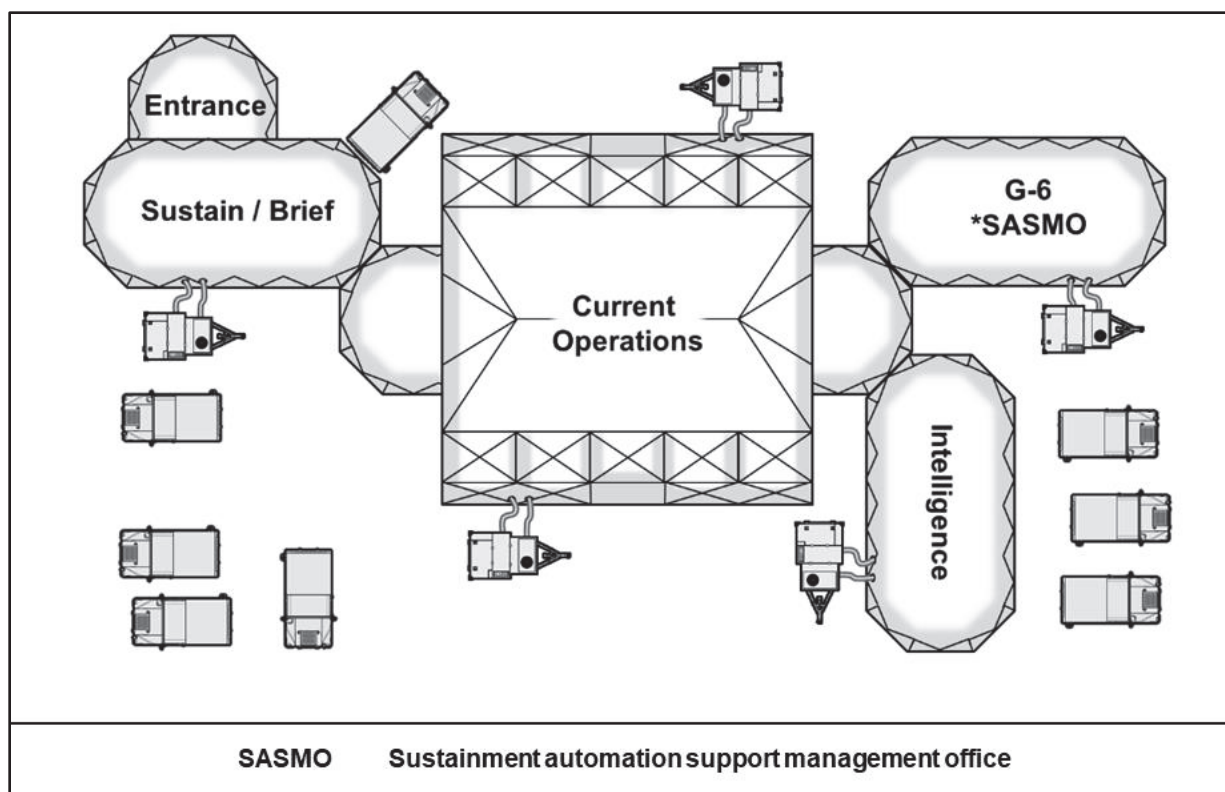 Entrance
Sustain / Brief
Current
Operations
G-6
*SASMO
Intelligence
SASMO Sustainment automation support management office